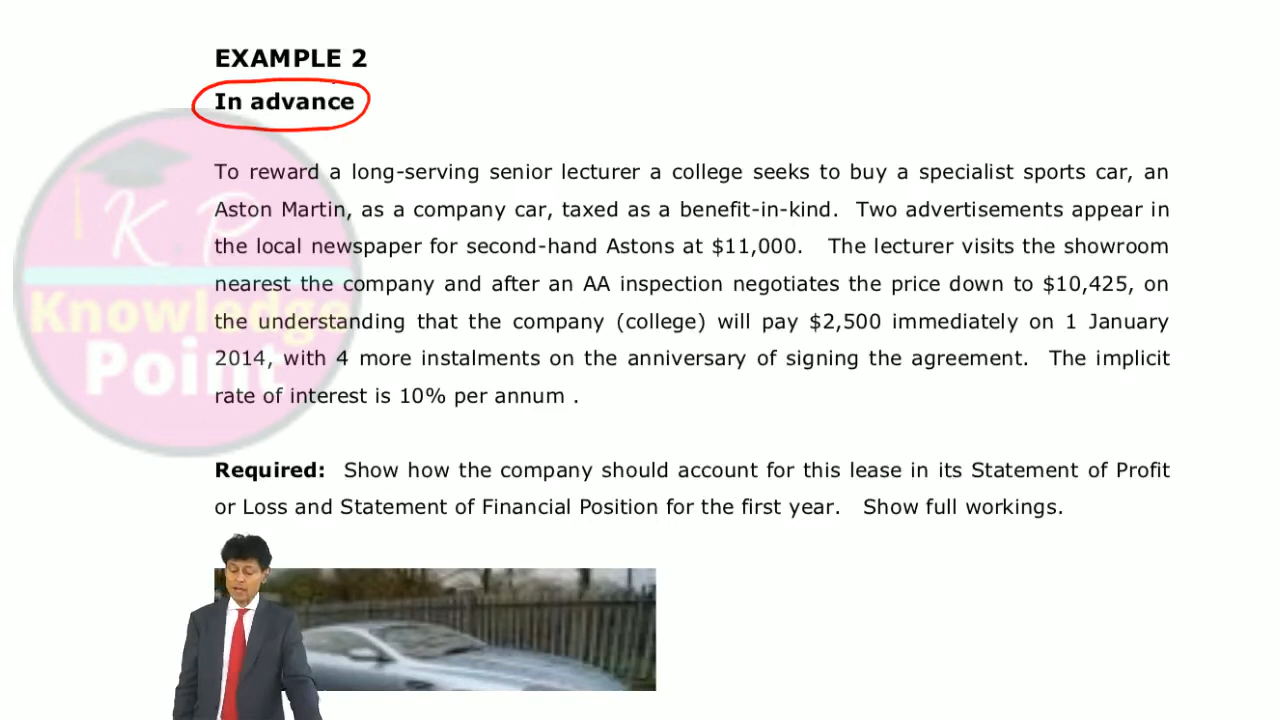 EXAMPLE 2
In advance
To reward a long-serving senior lecturer a college seeks to buy a specialist sports car, an
Aston Martin, as a company car, taxed as a benefit-in-kind. Two advertisements appear in
the local newspaper for second-hand Astons at $11,000. The lecturer visits the showroom
nearest the company and after an AA inspection negotiates the price down to $10,425, on
the understanding that the company (college) will pay $2,500 immediately on 1 January
2014, with 4 more instalments on the anniversary of signing the agreement. The implicit
rate of interest is 10% per annum .
Required: Show how the company should account for this lease in its Statement of Profit
or Loss and Statement of Financial Position for the first year. Show full workings.
K.P
Knowledge
Point